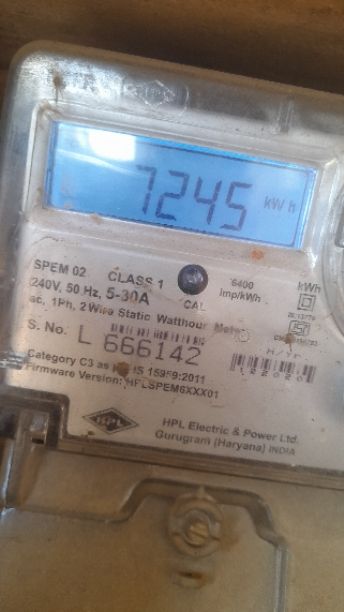 7245 kWh
SPEM 02 CLASS 1 6400 kWh
240V, 50 Hz, 5-30A CAL imp/kWh
ac, 1Ph, 2 Wire Static Watthour Meter
S. No. L 666142
Category C3 as IS 15959:2011
Firmware Version: HPLSPEM6XXX01
HPL
HPL Electric & Power Ltd.
Gurugram (Haryana) INDIA